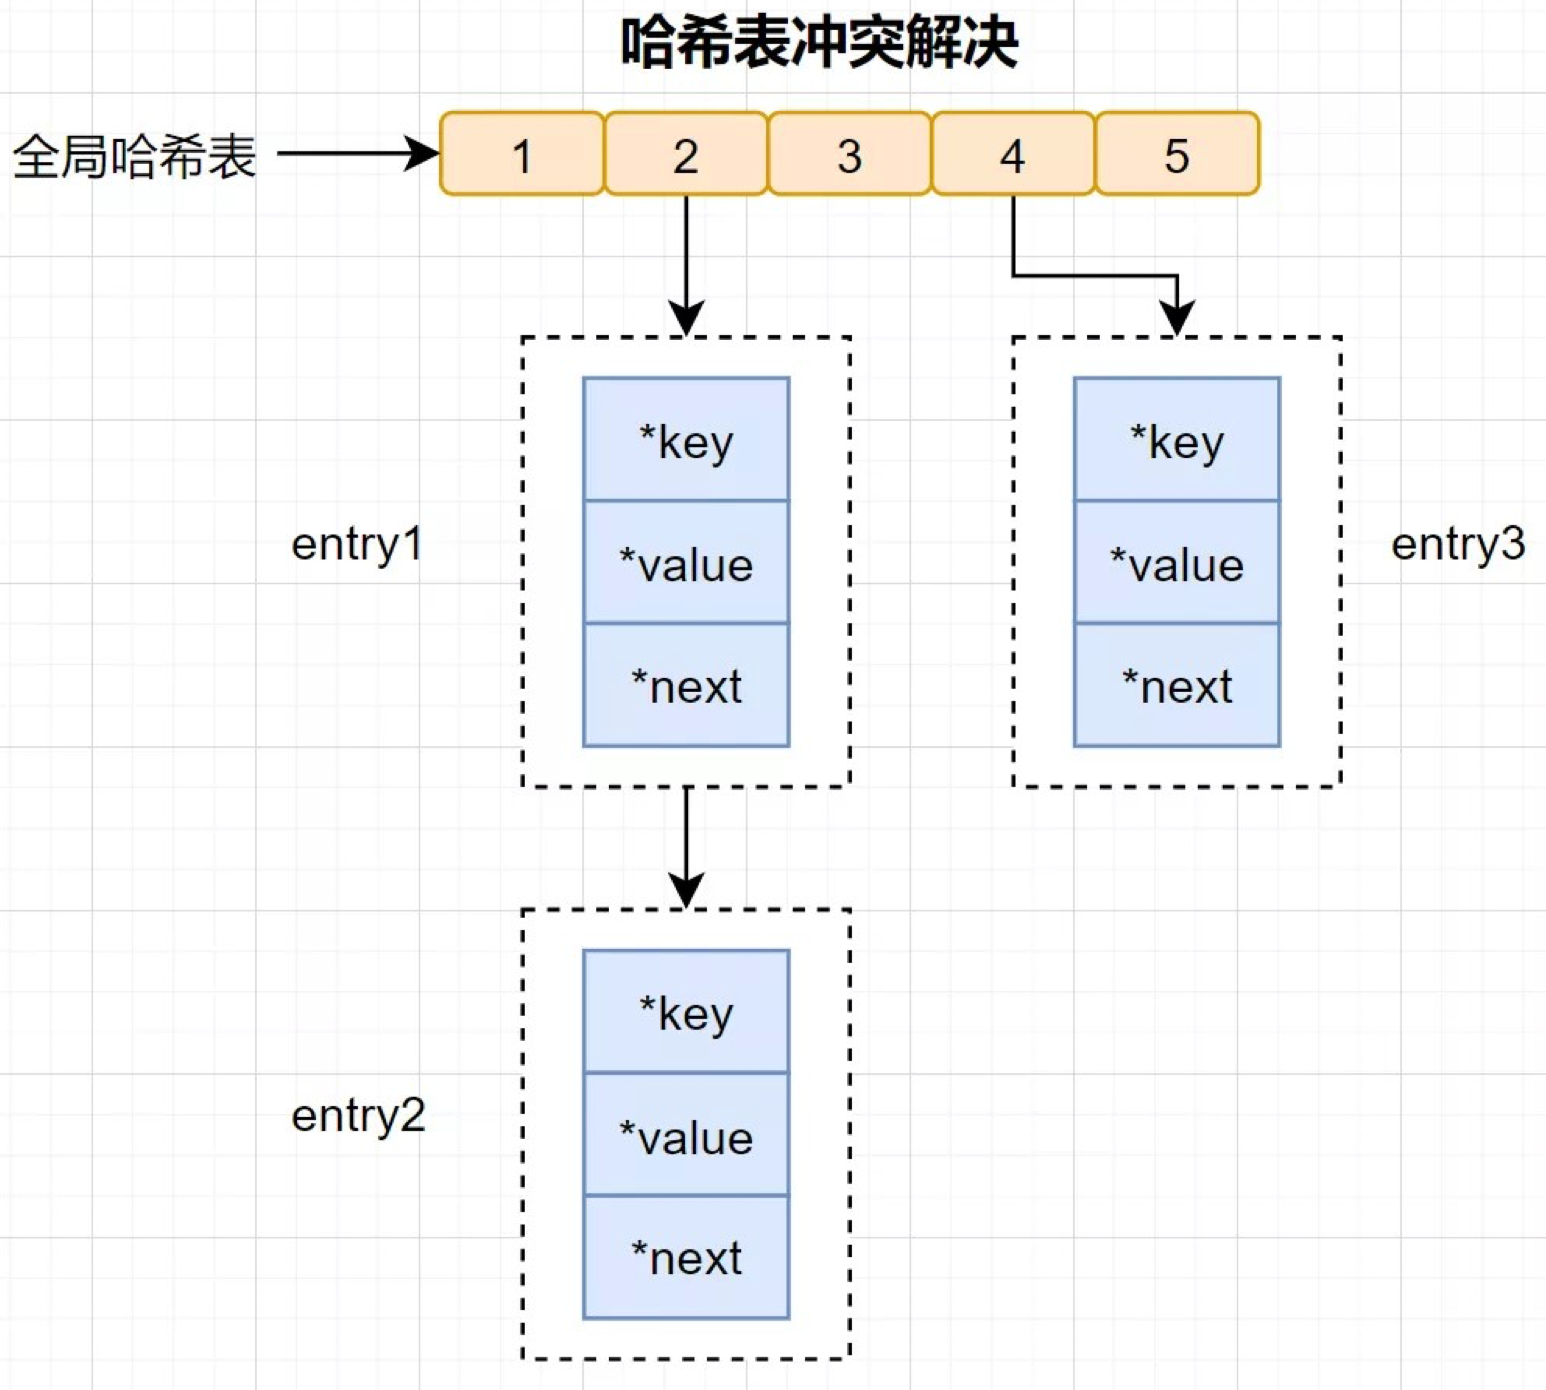 哈希表冲突解决
全局哈希表
1
2
3
4
5
entry1
*key
*value
*next
*key
*value
*next
entry3
entry2
*key
*value
*next